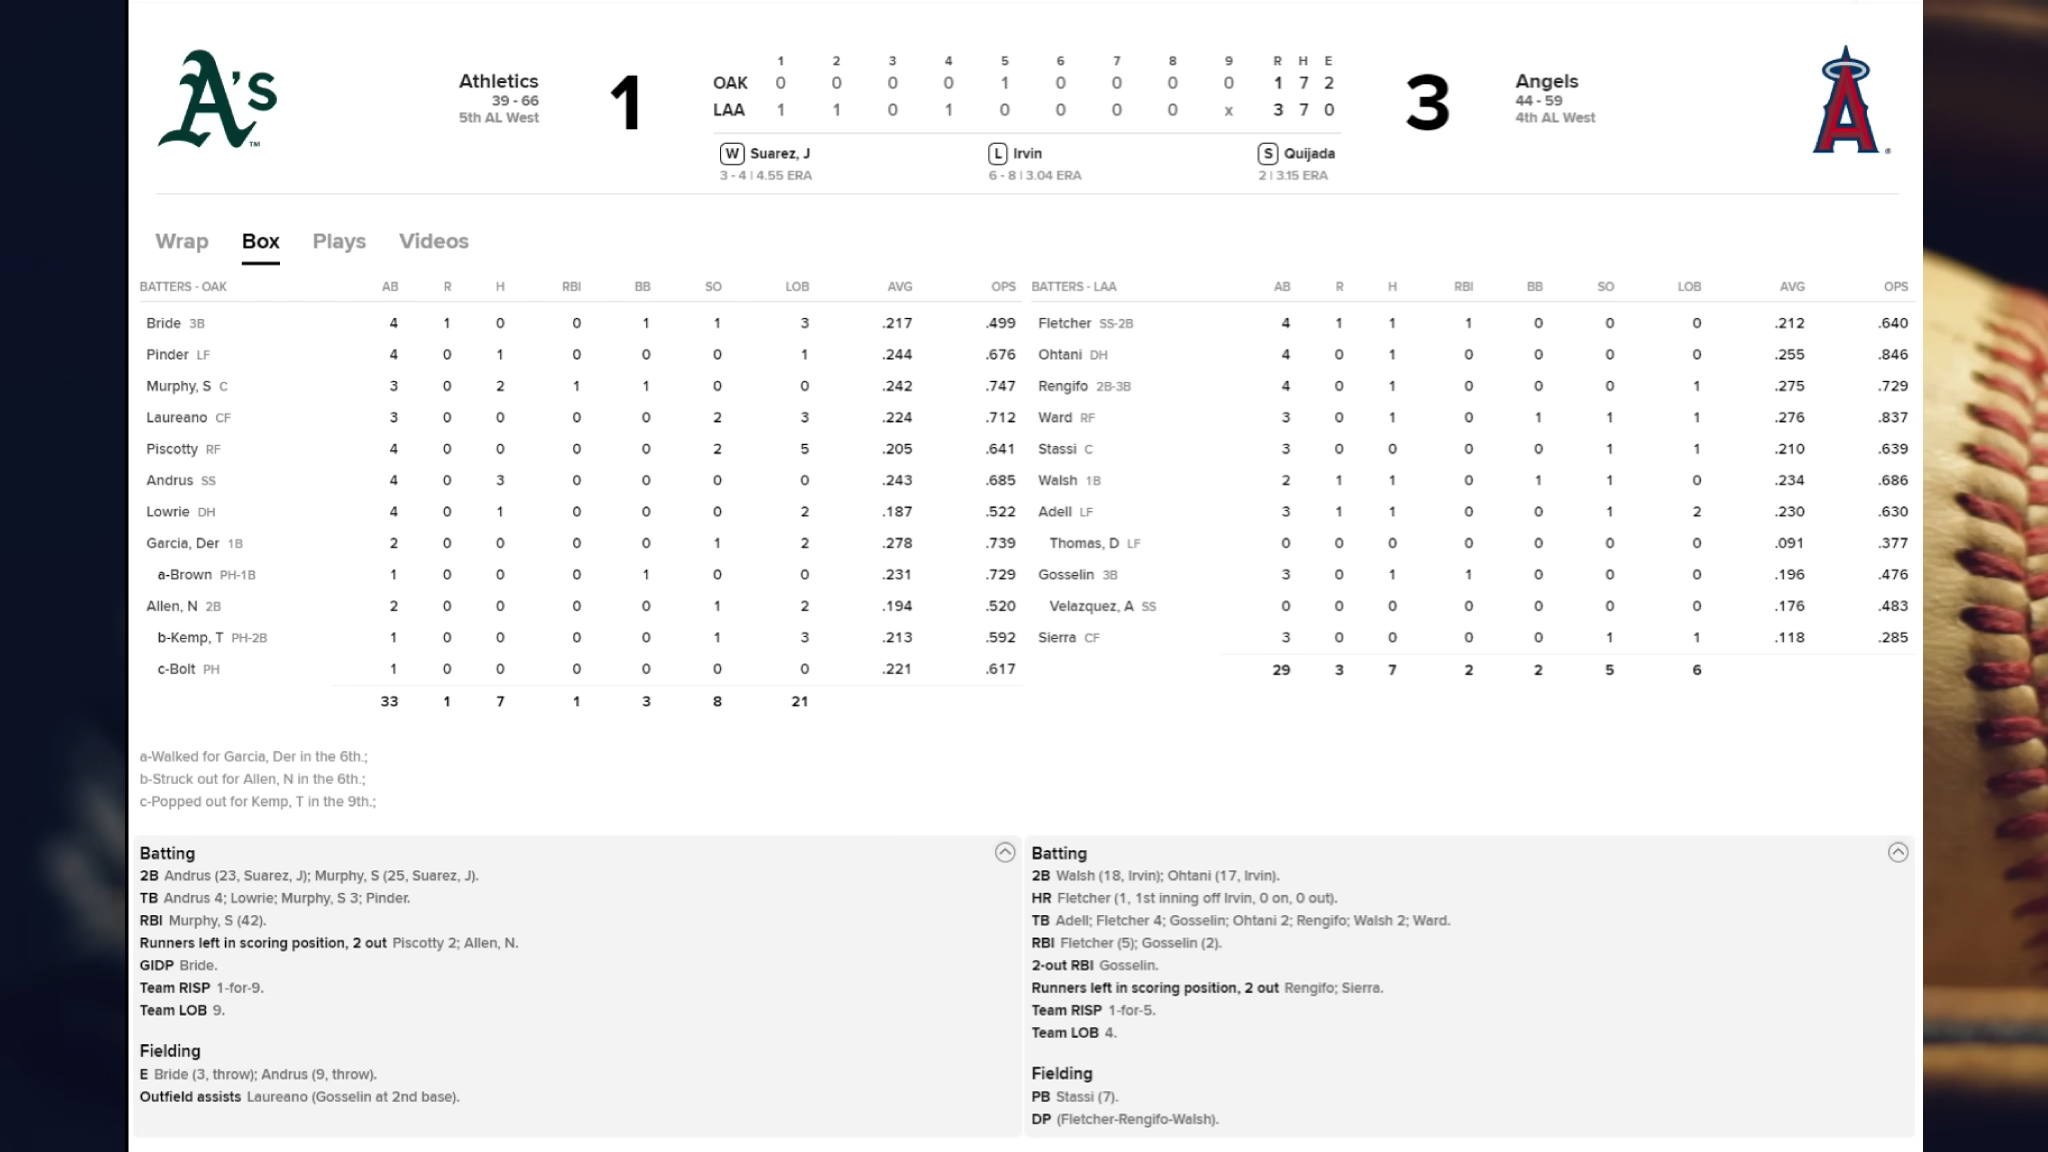 A's
TM
Athletics
39 - 66
5th AL West
1
1 2 3 4 5 6 7 8 9 R H E
OAK 0 0 0 0 1 0 0 0 0 1 7 2
LAA 1 1 0 1 0 0 0 0 x 3 7 0
W Suarez, J L Irvin S Quijada
3 - 4 | 4.55 ERA 6 - 8 | 3.04 ERA 2 | 3.15 ERA
3
Angels
44 - 59
4th AL West
A
®
Wrap Box Plays Videos
BATTERS - OAK AB R H RBI BB SO LOB AVG OPS
Bride 3B 4 1 0 0 1 1 3 .217 .499
Pinder LF 4 0 1 0 0 0 1 .244 .676
Murphy, S C 3 0 2 1 1 0 0 .242 .747
Laureano CF 3 0 0 0 0 2 3 .224 .712
Piscotty RF 4 0 0 0 0 2 5 .205 .641
Andrus SS 4 0 3 0 0 0 0 .243 .685
Lowrie DH 4 0 1 0 0 0 2 .187 .522
Garcia, Der 1B 2 0 0 0 0 1 2 .278 .739
a-Brown PH-1B 1 0 0 0 1 0 0 .231 .729
Allen, N 2B 2 0 0 0 0 1 2 .194 .520
b-Kemp, T PH-2B 1 0 0 0 0 1 3 .213 .592
c-Bolt PH 1 0 0 0 0 0 0 .221 .617
33 1 7 1 3 8 21
a-Walked for Garcia, Der in the 6th.;
b-Struck out for Allen, N in the 6th.;
c-Popped out for Kemp, T in the 9th.;
BATTERS - LAA AB R H RBI BB SO LOB AVG OPS
Fletcher SS-2B 4 1 1 1 0 0 0 .212 .640
Ohtani DH 4 0 1 0 0 0 0 .255 .846
Rengifo 2B-3B 4 0 1 0 0 0 1 .275 .729
Ward RF 3 0 1 0 1 1 1 .276 .837
Stassi C 3 0 0 0 0 1 1 .210 .639
Walsh 1B 2 1 1 0 1 1 0 .234 .686
Adell LF 3 1 1 0 0 1 2 .230 .630
Thomas, D LF 0 0 0 0 0 0 0 .091 .377
Gosselin 3B 3 0 1 1 0 0 0 .196 .476
Velazquez, A SS 0 0 0 0 0 0 0 .176 .483
Sierra CF 3 0 0 0 0 1 1 .118 .285
29 3 7 2 2 5 6
Batting
2B Andrus (23, Suarez, J); Murphy, S (25, Suarez, J).
TB Andrus 4; Lowrie; Murphy, S 3; Pinder.
RBI Murphy, S (42).
Runners left in scoring position, 2 out Piscotty 2; Allen, N.
GIDP Bride.
Team RISP 1-for-9.
Team LOB 9.
Fielding
E Bride (3, throw); Andrus (9, throw).
Outfield assists Laureano (Gosselin at 2nd base).
Batting
2B Walsh (18, Irvin); Ohtani (17, Irvin).
HR Fletcher (1, 1st inning off Irvin, 0 on, 0 out).
TB Adell; Fletcher 4; Gosselin; Ohtani 2; Rengifo; Walsh 2; Ward.
RBI Fletcher (5); Gosselin (2).
2-out RBI Gosselin.
Runners left in scoring position, 2 out Rengifo; Sierra.
Team RISP 1-for-5.
Team LOB 4.
Fielding
PB Stassi (7).
DP (Fletcher-Rengifo-Walsh).